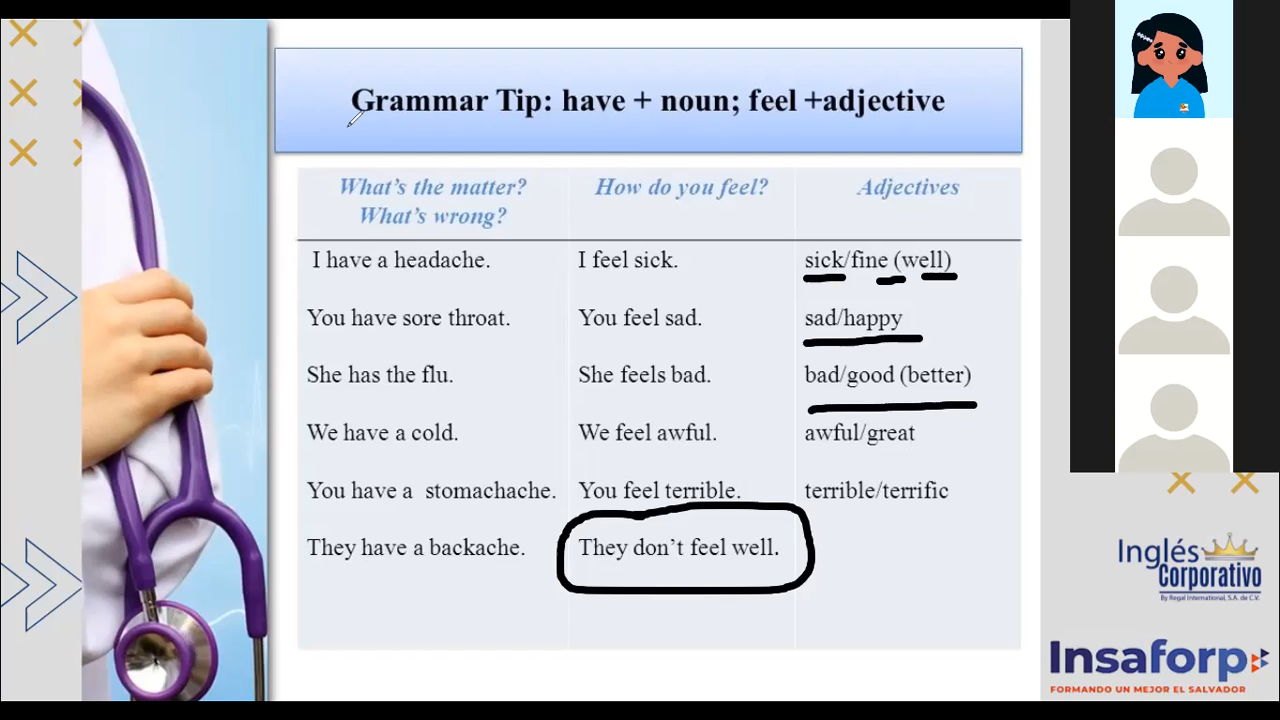 Grammar Tip: have + noun; feel +adjective
What's the matter?
What's wrong?
How do you feel?
Adjectives
I have a headache.
I feel sick.
sick/fine (well)
You have sore throat.
You feel sad.
sad/happy
She has the flu.
She feels bad.
bad/good (better)
We have a cold.
We feel awful.
awful/great
You have a  stomachache.
You feel terrible.
terrible/terrific
They have a backache.
They don't feel well.
Inglés
Corporativo
By Regal International, S.A. de C.V.
Insaforp
FORMANDO UN MEJOR EL SALVADOR